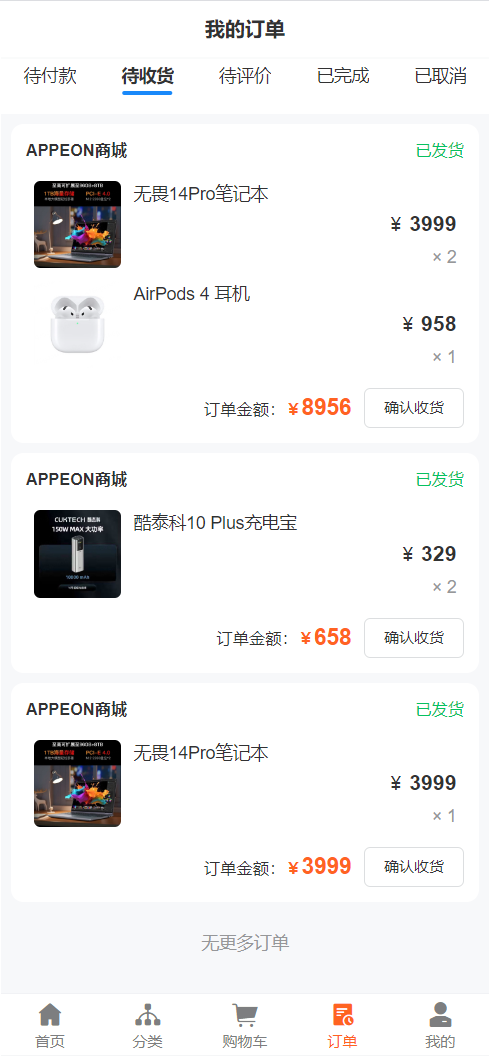 我的订单
待付款 待收货 待评价 已完成 已取消
APPEON商城 已发货
无畏14Pro笔记本
¥ 3999
× 2
AirPods 4 耳机
¥ 958
× 1
订单金额: ¥8956 确认收货
APPEON商城 已发货
CUKTECH 酷态科
150W MAX 大功率
酷泰科10 Plus充电宝
¥ 329
× 2
订单金额: ¥658 确认收货
APPEON商城 已发货
无畏14Pro笔记本
¥ 3999
× 1
订单金额: ¥3999 确认收货
无更多订单
首页 分类 购物车 订单 我的